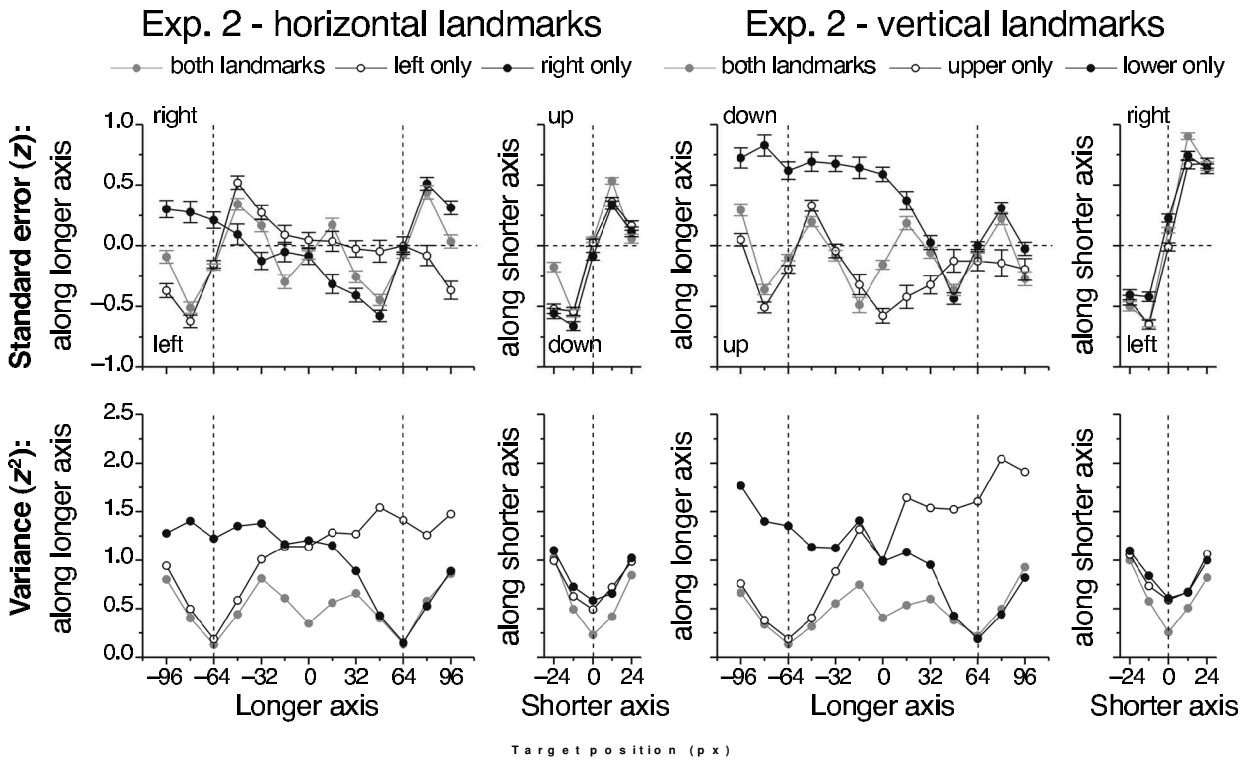 Exp. 2 - horizontal landmarks
Exp. 2 - vertical landmarks
both landmarks left only right only
both landmarks upper only lower only
Standard error (z):
along longer axis
1.0
0.5
0.0
−0.5
−1.0
right
left
along shorter axis
up
down
along longer axis
down
up
along shorter axis
right
left
Variance (z²):
along longer axis
2.5
2.0
1.5
1.0
0.5
0.0
along shorter axis
along longer axis
along shorter axis
−96 −64 −32 0 32 64 96
−24 0 24
−96 −64 −32 0 32 64 96
−24 0 24
Longer axis
Shorter axis
Longer axis
Shorter axis
Target position (px)